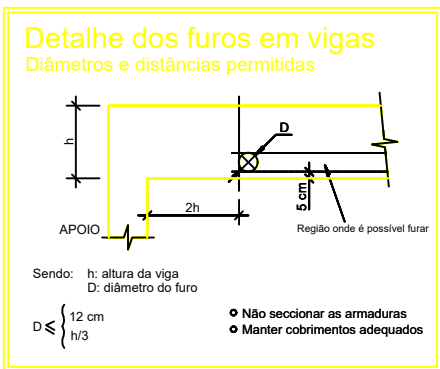 Detalhe dos furos em vigas
Diâmetros e distâncias permitidas
D
h
5 cm
2h
APOIO
Região onde é possível furar
Sendo: h: altura da viga
D: diâmetro do furo
D ≤ { 12 cm
h/3
Não seccionar as armaduras
Manter cobrimentos adequados